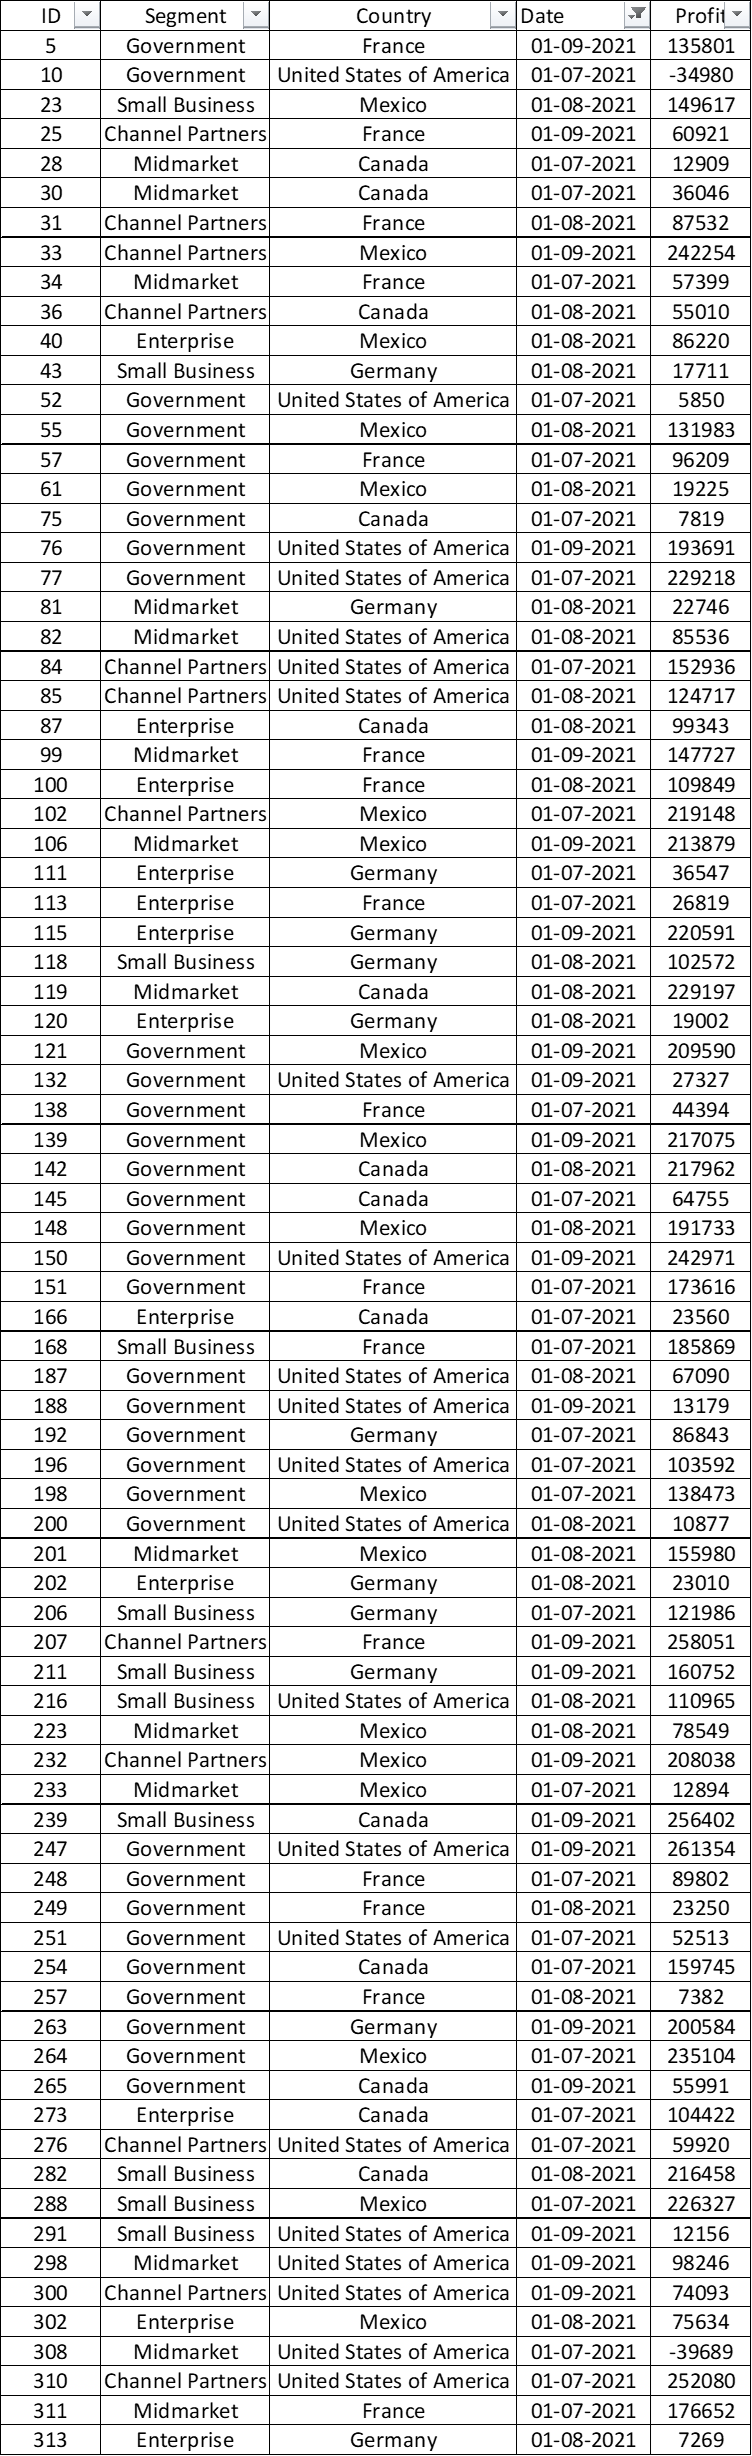 ID Segment Country Date Profit
5 Government France 01-09-2021 135801
10 Government United States of America 01-07-2021 -34980
23 Small Business Mexico 01-08-2021 149617
25 Channel Partners France 01-09-2021 60921
28 Midmarket Canada 01-07-2021 12909
30 Midmarket Canada 01-07-2021 36046
31 Channel Partners France 01-08-2021 87532
33 Channel Partners Mexico 01-09-2021 242254
34 Midmarket France 01-07-2021 57399
36 Channel Partners Canada 01-08-2021 55010
40 Enterprise Mexico 01-08-2021 86220
43 Small Business Germany 01-08-2021 17711
52 Government United States of America 01-07-2021 5850
55 Government Mexico 01-08-2021 131983
57 Government France 01-07-2021 96209
61 Government Mexico 01-08-2021 19225
75 Government Canada 01-07-2021 7819
76 Government United States of America 01-09-2021 193691
77 Government United States of America 01-07-2021 229218
81 Midmarket Germany 01-08-2021 22746
82 Midmarket United States of America 01-08-2021 85536
84 Channel Partners United States of America 01-07-2021 152936
85 Channel Partners United States of America 01-08-2021 124717
87 Enterprise Canada 01-08-2021 99343
99 Midmarket France 01-09-2021 147727
100 Enterprise France 01-08-2021 109849
102 Channel Partners Mexico 01-07-2021 219148
106 Midmarket Mexico 01-09-2021 213879
111 Enterprise Germany 01-07-2021 36547
113 Enterprise France 01-07-2021 26819
115 Enterprise Germany 01-09-2021 220591
118 Small Business Germany 01-08-2021 102572
119 Midmarket Canada 01-08-2021 229197
120 Enterprise Germany 01-08-2021 19002
121 Government Mexico 01-09-2021 209590
132 Government United States of America 01-09-2021 27327
138 Government France 01-07-2021 44394
139 Government Mexico 01-09-2021 217075
142 Government Canada 01-08-2021 217962
145 Government Canada 01-07-2021 64755
148 Government Mexico 01-08-2021 191733
150 Government United States of America 01-09-2021 242971
151 Government France 01-07-2021 173616
166 Enterprise Canada 01-07-2021 23560
168 Small Business France 01-07-2021 185869
187 Government United States of America 01-08-2021 67090
188 Government United States of America 01-09-2021 13179
192 Government Germany 01-07-2021 86843
196 Government United States of America 01-07-2021 103592
198 Government Mexico 01-07-2021 138473
200 Government United States of America 01-08-2021 10877
201 Midmarket Mexico 01-08-2021 155980
202 Enterprise Germany 01-08-2021 23010
206 Small Business Germany 01-07-2021 121986
207 Channel Partners France 01-09-2021 258051
211 Small Business Germany 01-09-2021 160752
216 Small Business United States of America 01-08-2021 110965
223 Midmarket Mexico 01-08-2021 78549
232 Channel Partners Mexico 01-09-2021 208038
233 Midmarket Mexico 01-07-2021 12894
239 Small Business Canada 01-09-2021 256402
247 Government United States of America 01-09-2021 261354
248 Government France 01-07-2021 89802
249 Government France 01-08-2021 23250
251 Government United States of America 01-07-2021 52513
254 Government Canada 01-07-2021 159745
257 Government France 01-08-2021 7382
263 Government Germany 01-09-2021 200584
264 Government Mexico 01-07-2021 235104
265 Government Canada 01-09-2021 55991
273 Enterprise Canada 01-07-2021 104422
276 Channel Partners United States of America 01-07-2021 59920
282 Small Business Canada 01-08-2021 216458
288 Small Business Mexico 01-07-2021 226327
291 Small Business United States of America 01-09-2021 12156
298 Midmarket United States of America 01-09-2021 98246
300 Channel Partners United States of America 01-09-2021 74093
302 Enterprise Mexico 01-08-2021 75634
308 Midmarket United States of America 01-07-2021 -39689
310 Channel Partners United States of America 01-07-2021 252080
311 Midmarket France 01-07-2021 176652
313 Enterprise Germany 01-08-2021 7269